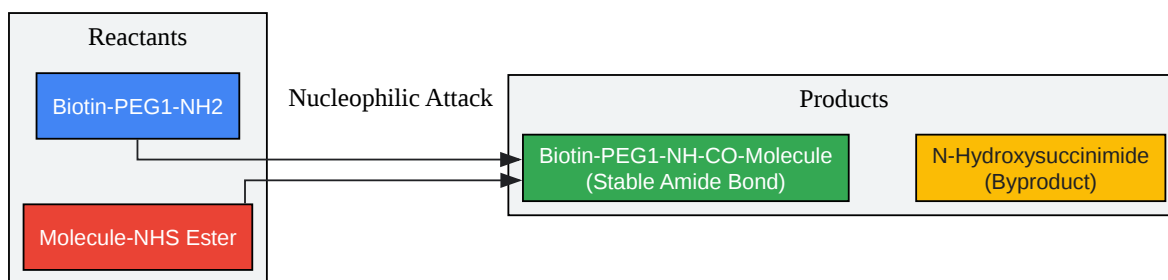 Reactants
Biotin-PEG1-NH2
Molecule-NHS Ester
Nucleophilic Attack
Products
Biotin-PEG1-NH-CO-Molecule
(Stable Amide Bond)
N-Hydroxysuccinimide
(Byproduct)